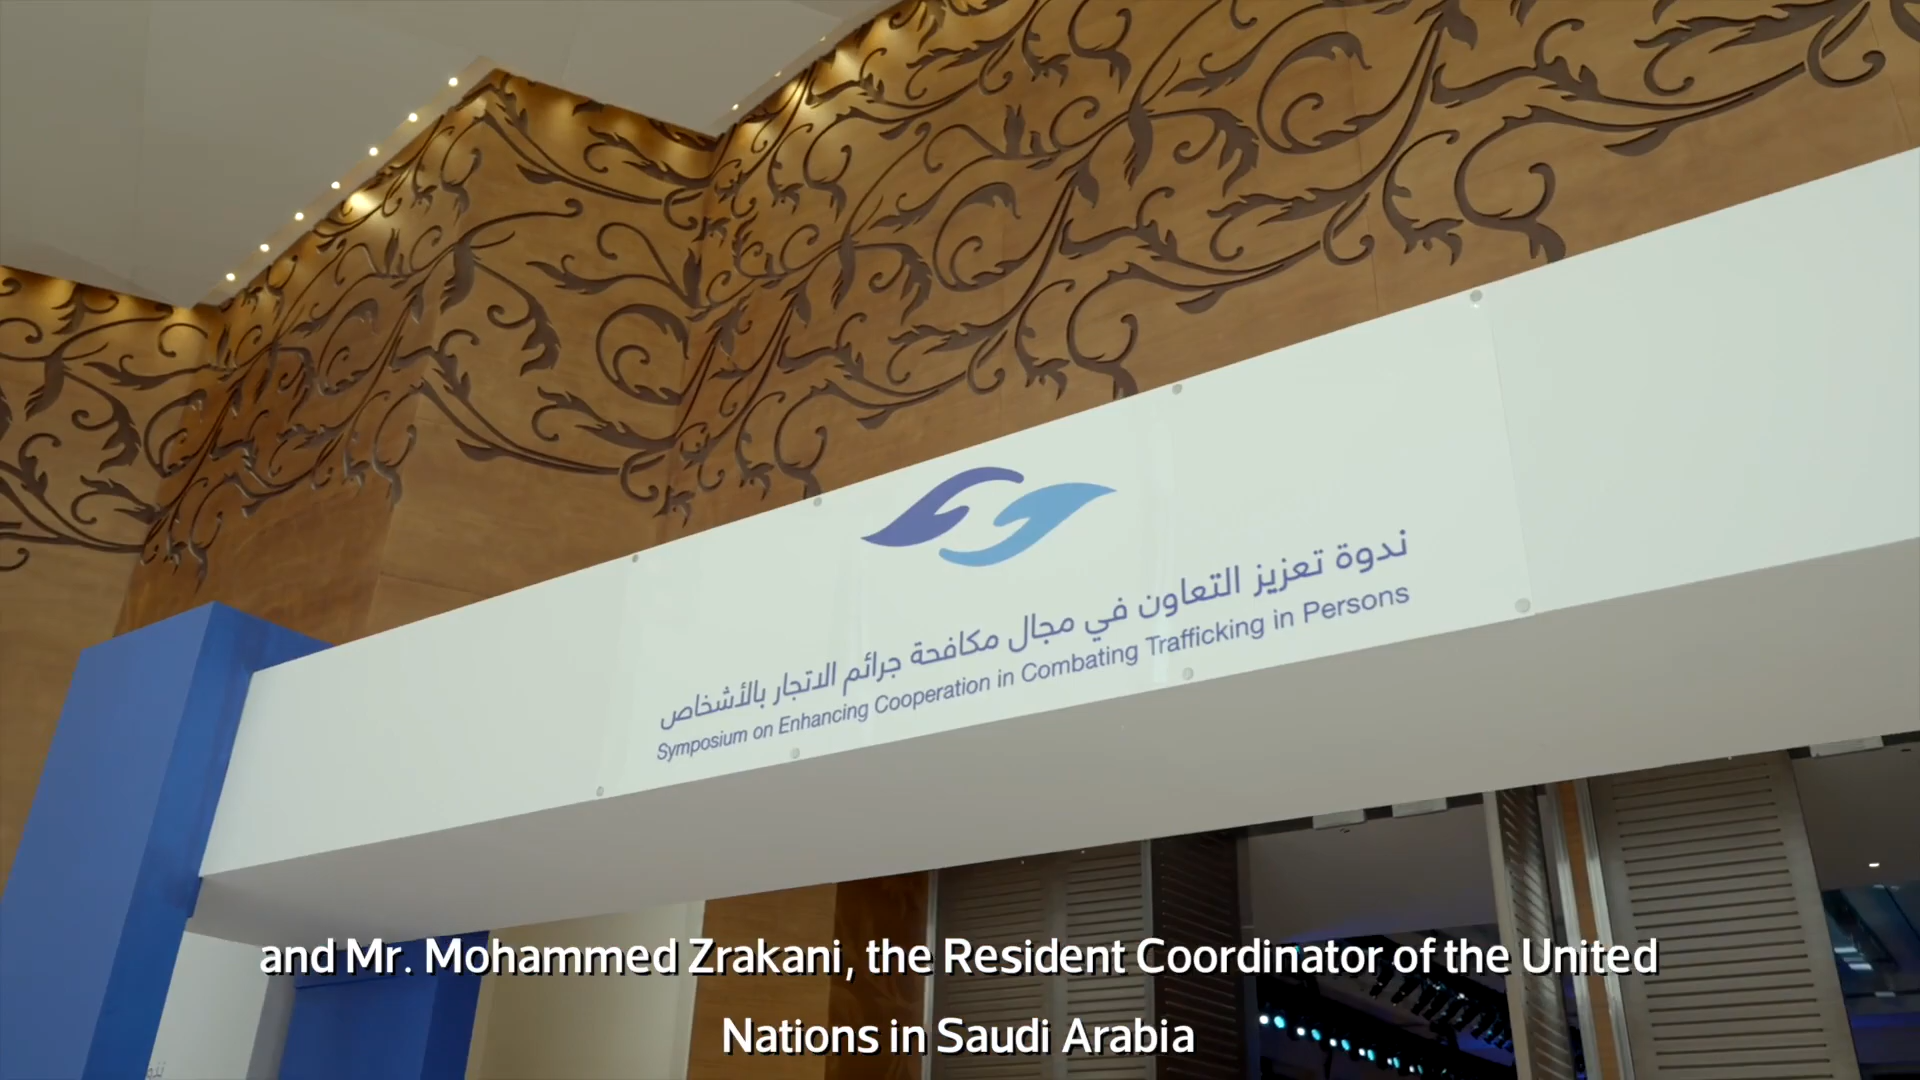 ندوة تعزيز التعاون في مجال مكافحة جرائم الاتجار بالأشخاص
Symposium on Enhancing Cooperation in Combating Trafficking in Persons
and Mr. Mohammed Zrakani, the Resident Coordinator of the United
Nations in Saudi Arabia